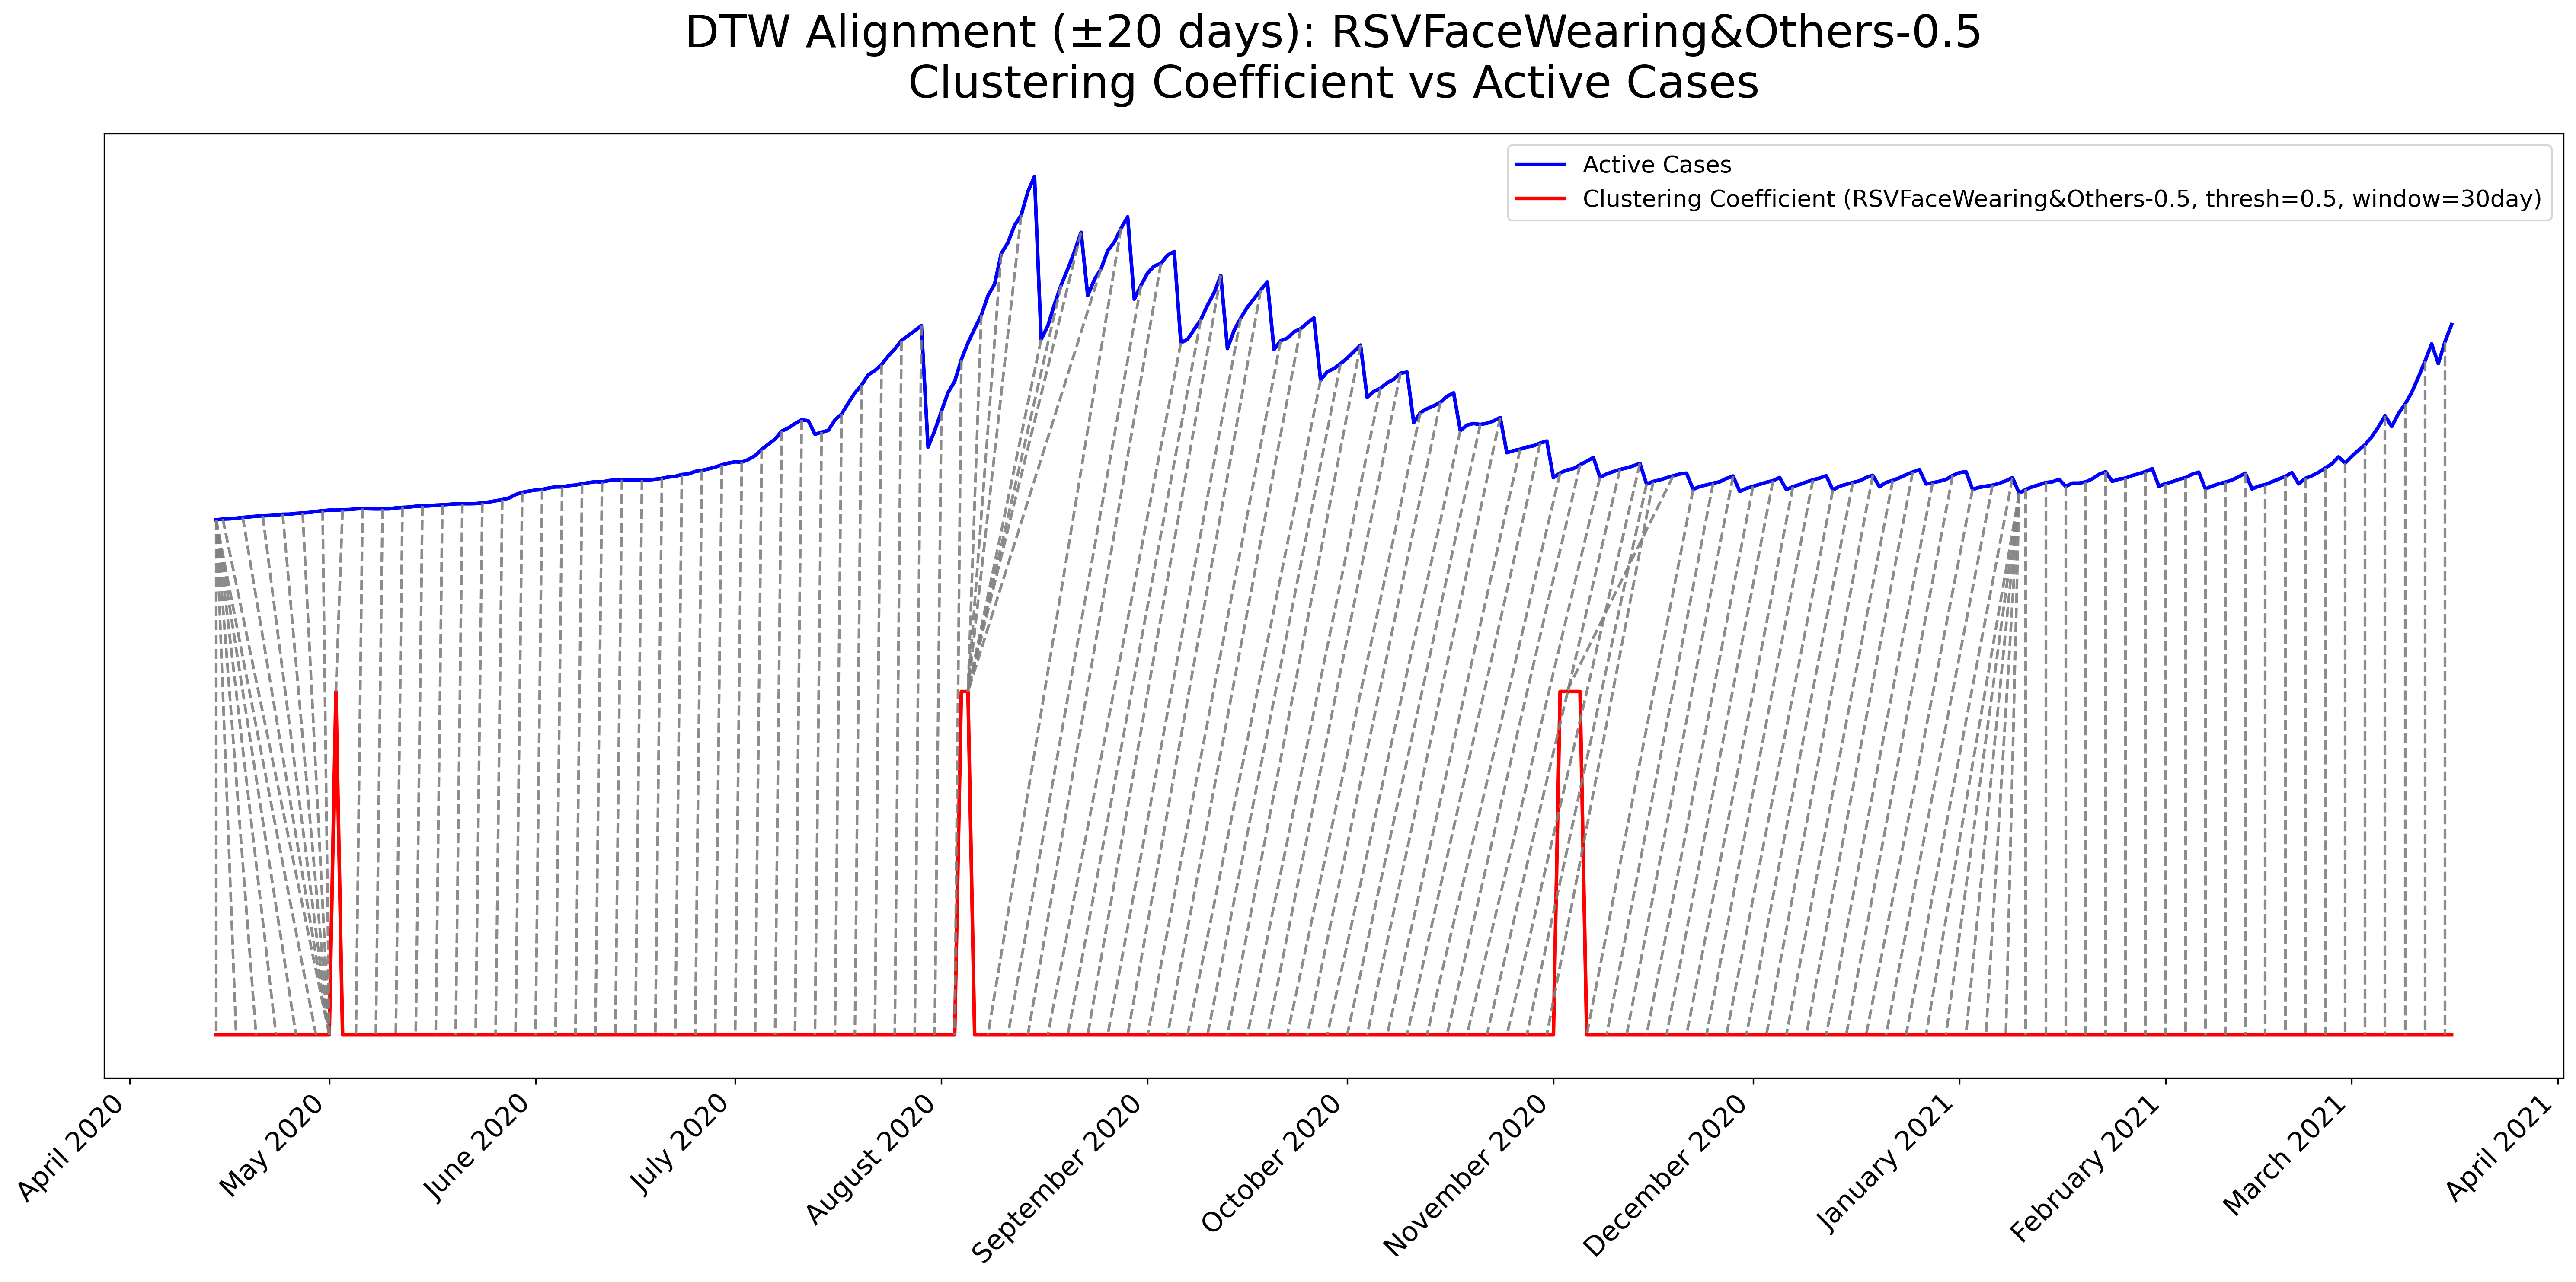 DTW Alignment (±20 days): RSVFaceWearing&Others-0.5
Clustering Coefficient vs Active Cases
Active Cases
Clustering Coefficient (RSVFaceWearing&Others-0.5, thresh=0.5, window=30day)
April 2020
May 2020
June 2020
July 2020
August 2020
September 2020
October 2020
November 2020
December 2020
January 2021
February 2021
March 2021
April 2021